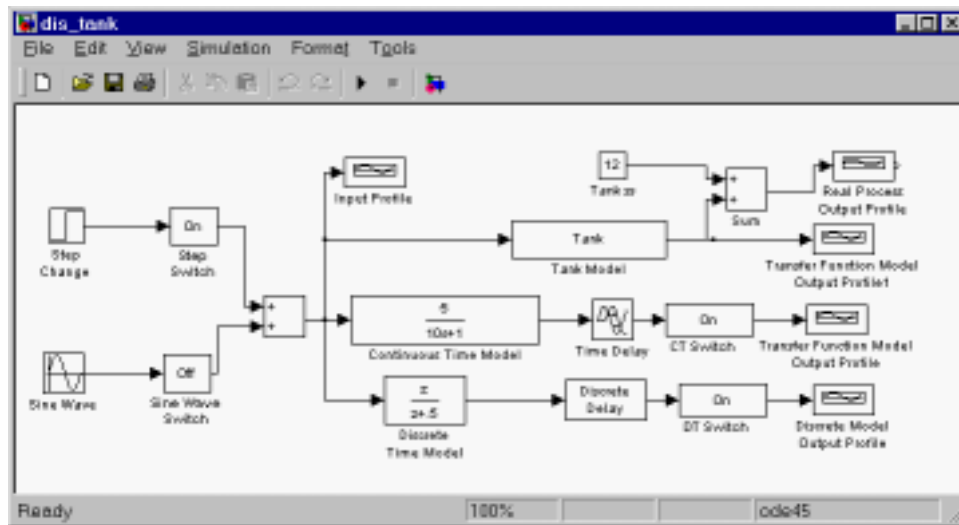 dis_tank
File Edit View Simulation Format Tools
Input Profile
12
Tank ss
+
+
Sum
Real Process
Output Profile
Step
Change
On
Step
Switch
Tank
Tank Model
Transfer Function Model
Output Profile1
+
+
5
10s+1
Continuous Time Model
Time Delay
On
CT Switch
Transfer Function Model
Output Profile
Sine Wave
Off
Sine Wave
Switch
z
z+.5
Discrete
Time Model
Discrete
Delay
On
DT Switch
Discrete Model
Output Profile
Ready 100% ode45